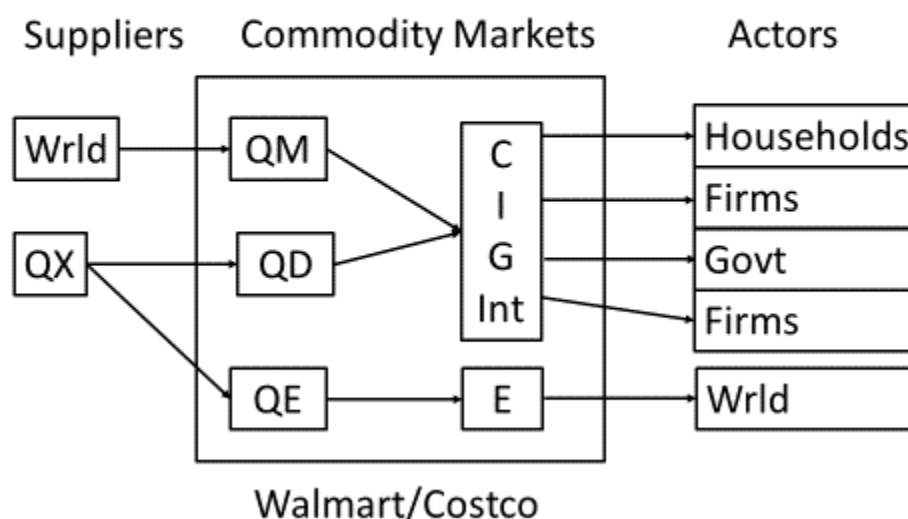 Suppliers Commodity Markets Actors
Wrld QM C Households
I Firms
QX QD G Govt
Int Firms
QE E Wrld
Walmart/Costco